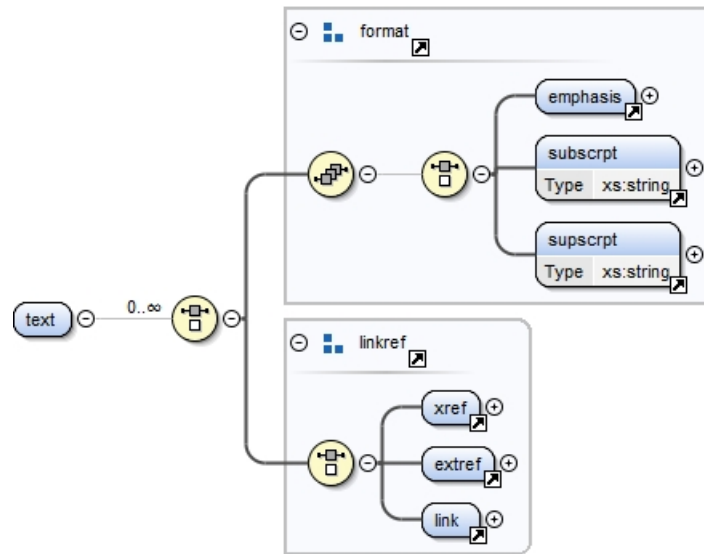 format
emphasis
subscrpt
Type xs:string
supscrpt
Type xs:string
text 0..∞
linkref
xref
extref
link